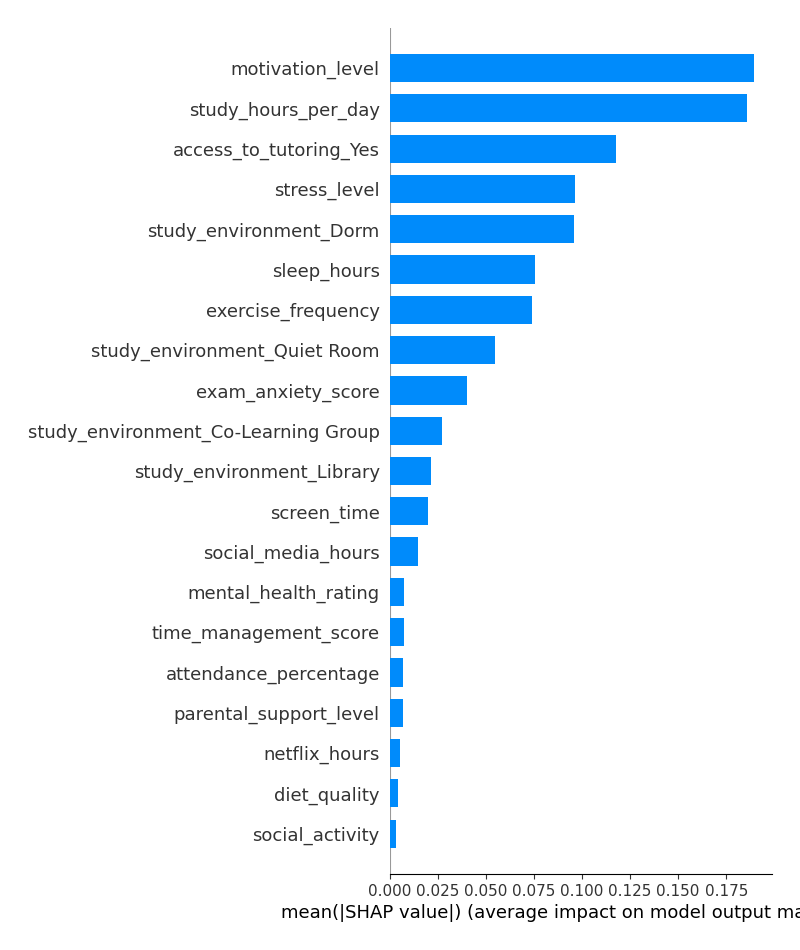 motivation_level
study_hours_per_day
access_to_tutoring_Yes
stress_level
study_environment_Dorm
sleep_hours
exercise_frequency
study_environment_Quiet Room
exam_anxiety_score
study_environment_Co-Learning Group
study_environment_Library
screen_time
social_media_hours
mental_health_rating
time_management_score
attendance_percentage
parental_support_level
netflix_hours
diet_quality
social_activity
0.000 0.025 0.050 0.075 0.100 0.125 0.150 0.175
mean(|SHAP value|) (average impact on model output ma